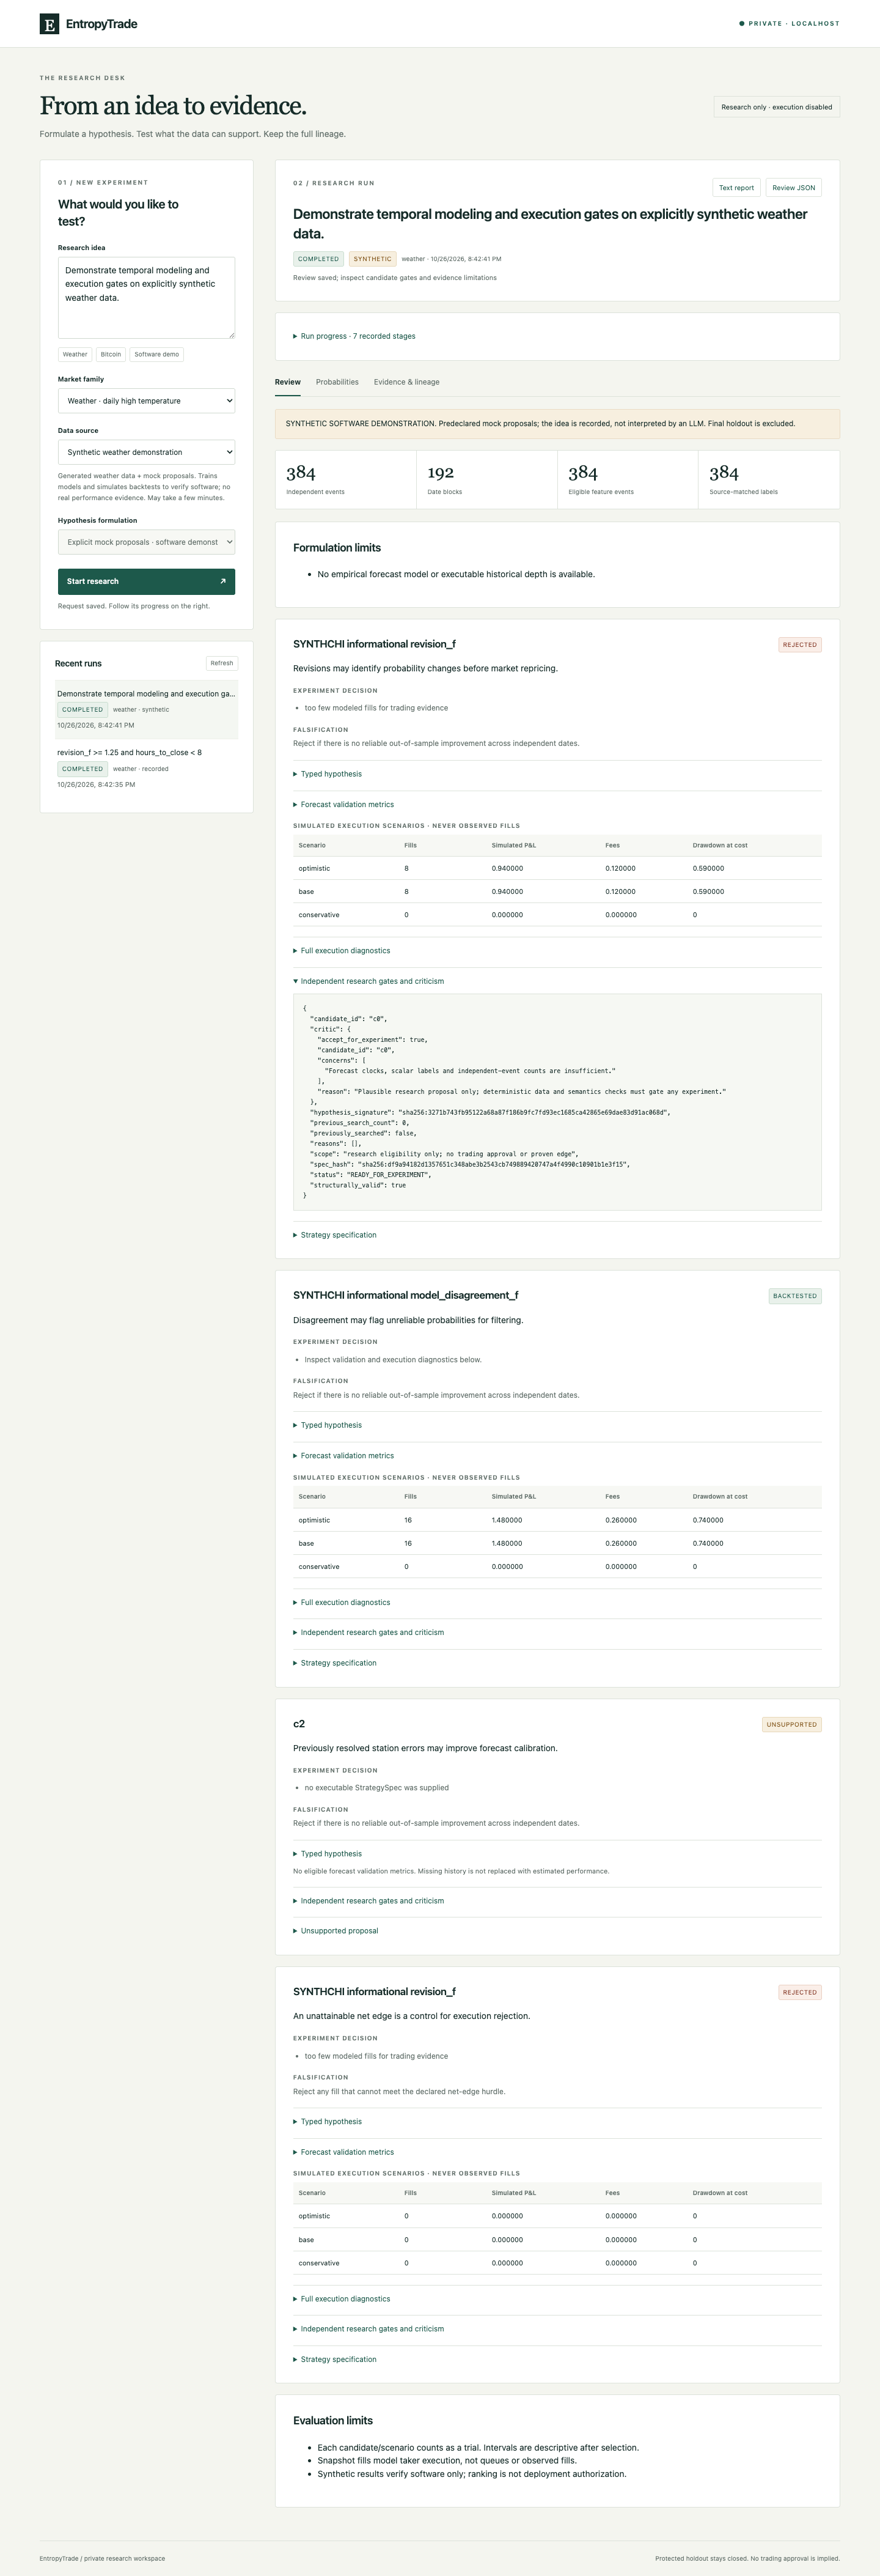 E EntropyTrade
PRIVATE · LOCALHOST
THE RESEARCH DESK
From an idea to evidence.
Research only · execution disabled
Formulate a hypothesis. Test what the data can support. Keep the full lineage.
01 / NEW EXPERIMENT
What would you like to
test?
Research idea
Demonstrate temporal modeling and
execution gates on explicitly synthetic
weather data.
Weather
Bitcoin
Software demo
Market family
Weather · daily high temperature
Data source
Synthetic weather demonstration
Generated weather data + mock proposals. Trains
models and simulates backtests to verify software; no
real performance evidence. May take a few minutes.
Hypothesis formulation
Explicit mock proposals · software demonst
Start research ↗
Request saved. Follow its progress on the right.
Recent runs
Refresh
Demonstrate temporal modeling and execution ga...
COMPLETED weather · synthetic
10/26/2026, 8:42:41 PM
revision_f >= 1.25 and hours_to_close < 8
COMPLETED weather · recorded
10/26/2026, 8:42:35 PM
02 / RESEARCH RUN
Text report
Review JSON
Demonstrate temporal modeling and execution gates on explicitly synthetic weather
data.
COMPLETED SYNTHETIC weather · 10/26/2026, 8:42:41 PM
Review saved; inspect candidate gates and evidence limitations
▶ Run progress · 7 recorded stages
Review Probabilities Evidence & lineage
SYNTHETIC SOFTWARE DEMONSTRATION. Predeclared mock proposals; the idea is recorded, not interpreted by an LLM. Final holdout is excluded.
384
Independent events
192
Date blocks
384
Eligible feature events
384
Source-matched labels
Formulation limits
• No empirical forecast model or executable historical depth is available.
SYNTHCHI informational revision_f
REJECTED
Revisions may identify probability changes before market repricing.
EXPERIMENT DECISION
• too few modeled fills for trading evidence
FALSIFICATION
Reject if there is no reliable out-of-sample improvement across independent dates.
▶ Typed hypothesis
▶ Forecast validation metrics
SIMULATED EXECUTION SCENARIOS · NEVER OBSERVED FILLS
Scenario Fills Simulated P&L Fees Drawdown at cost
optimistic 8 0.940000 0.120000 0.590000
base 8 0.940000 0.120000 0.590000
conservative 0 0.000000 0.000000 0
▶ Full execution diagnostics
▼ Independent research gates and criticism
{
"candidate_id": "c0",
"critic": {
"accept_for_experiment": true,
"candidate_id": "c0",
"concerns": [
"Forecast clocks, scalar labels and independent-event counts are insufficient."
],
"reason": "Plausible research proposal only; deterministic data and semantics checks must gate any experiment."
},
"hypothesis_signature": "sha256:3271b743fb95122a68a87f186b9fc7fd93ec1685ca42865e69dae83d91ac068d",
"previous_search_count": 0,
"previously_searched": false,
"reasons": [],
"scope": "research eligibility only; no trading approval or proven edge",
"spec_hash": "sha256:df9a94182d1357651c348abe3b2543cb749889420747a4f4990c10901b1e3f15",
"status": "READY_FOR_EXPERIMENT",
"structurally_valid": true
}
▶ Strategy specification
SYNTHCHI informational model_disagreement_f
BACKTESTED
Disagreement may flag unreliable probabilities for filtering.
EXPERIMENT DECISION
• Inspect validation and execution diagnostics below.
FALSIFICATION
Reject if there is no reliable out-of-sample improvement across independent dates.
▶ Typed hypothesis
▶ Forecast validation metrics
SIMULATED EXECUTION SCENARIOS · NEVER OBSERVED FILLS
Scenario Fills Simulated P&L Fees Drawdown at cost
optimistic 16 1.480000 0.260000 0.740000
base 16 1.480000 0.260000 0.740000
conservative 0 0.000000 0.000000 0
▶ Full execution diagnostics
▶ Independent research gates and criticism
▶ Strategy specification
c2
UNSUPPORTED
Previously resolved station errors may improve forecast calibration.
EXPERIMENT DECISION
• no executable StrategySpec was supplied
FALSIFICATION
Reject if there is no reliable out-of-sample improvement across independent dates.
▶ Typed hypothesis
No eligible forecast validation metrics. Missing history is not replaced with estimated performance.
▶ Independent research gates and criticism
▶ Unsupported proposal
SYNTHCHI informational revision_f
REJECTED
An unattainable net edge is a control for execution rejection.
EXPERIMENT DECISION
• too few modeled fills for trading evidence
FALSIFICATION
Reject any fill that cannot meet the declared net-edge hurdle.
▶ Typed hypothesis
▶ Forecast validation metrics
SIMULATED EXECUTION SCENARIOS · NEVER OBSERVED FILLS
Scenario Fills Simulated P&L Fees Drawdown at cost
optimistic 0 0.000000 0.000000 0
base 0 0.000000 0.000000 0
conservative 0 0.000000 0.000000 0
▶ Full execution diagnostics
▶ Independent research gates and criticism
▶ Strategy specification
Evaluation limits
• Each candidate/scenario counts as a trial. Intervals are descriptive after selection.
• Snapshot fills model taker execution, not queues or observed fills.
• Synthetic results verify software only; ranking is not deployment authorization.
EntropyTrade / private research workspace
Protected holdout stays closed. No trading approval is implied.